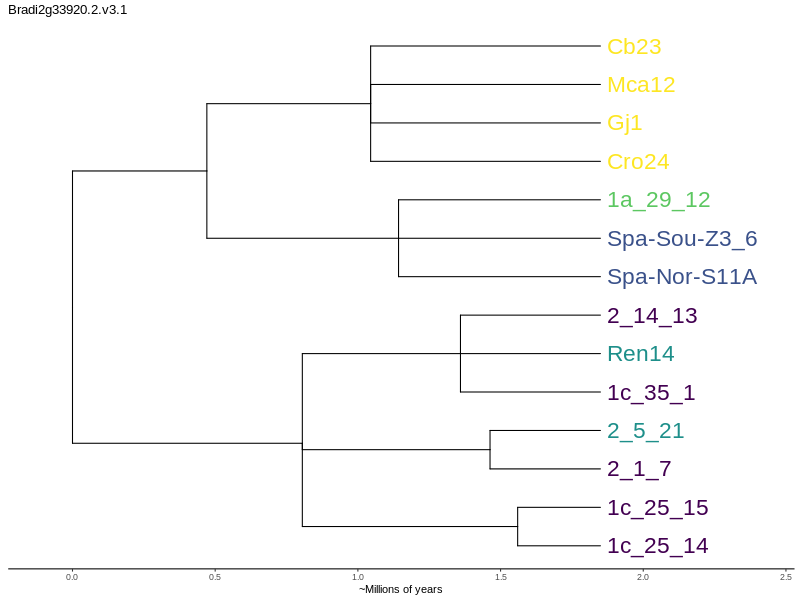 Bradi2g33920.2.v3.1
Cb23
Mca12
Gj1
Cro24
1a_29_12
Spa-Sou-Z3_6
Spa-Nor-S11A
2_14_13
Ren14
1c_35_1
2_5_21
2_1_7
1c_25_15
1c_25_14
0.0 0.5 1.0 1.5 2.0 2.5
~Millions of years